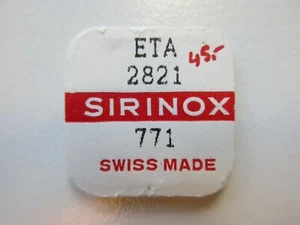 ETA 45.-
2821
SIRINOX
771
SWISS MADE